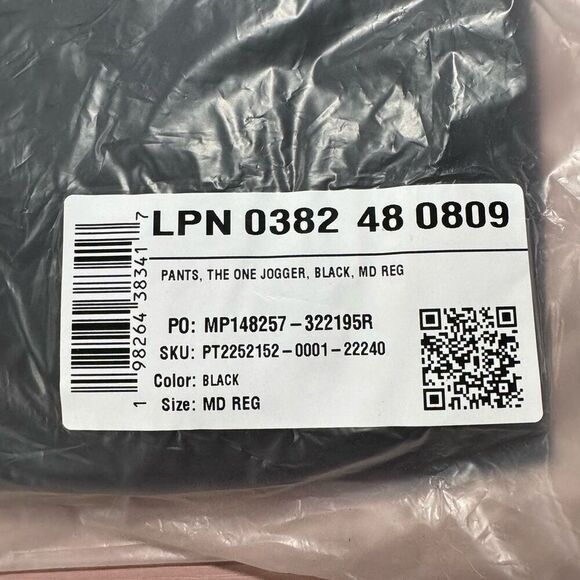 LPN 0382 48 0809
PANTS, THE ONE JOGGER, BLACK, MD REG
PO: MP148257-322195R
SKU: PT2252152-0001-22240
Color: BLACK
Size: MD REG
1 98264 38341 7